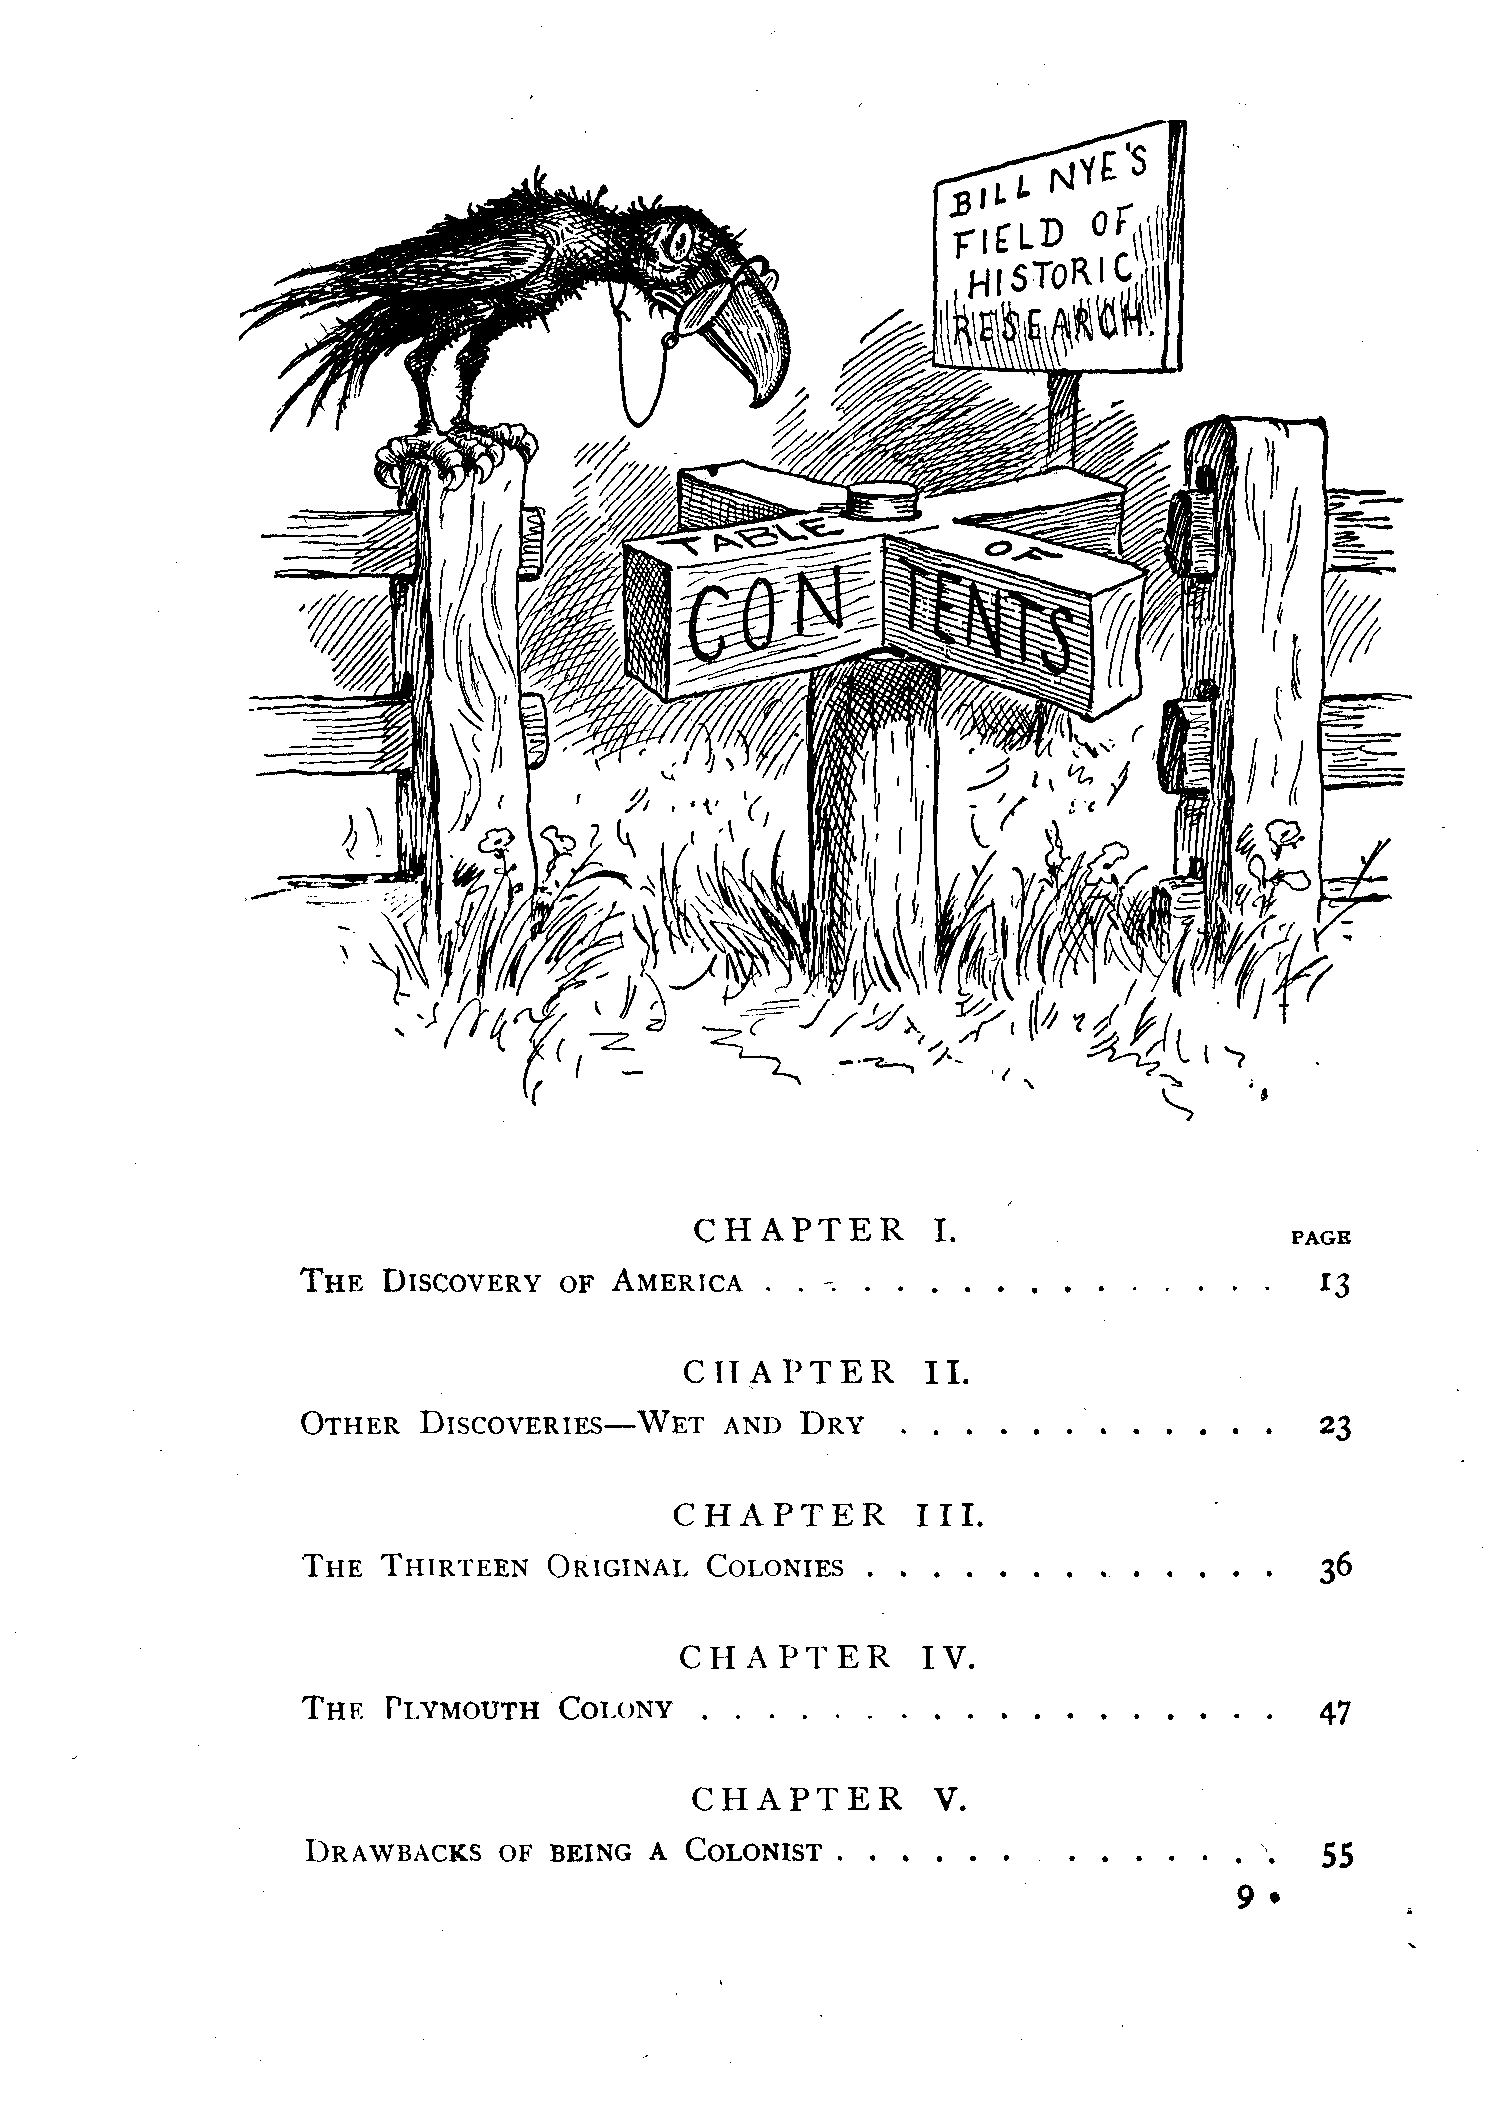 BILL NYE'S
FIELD OF
HISTORIC
RESEARCH.
TABLE OF
CONTENTS
CHAPTER I.
PAGE
The Discovery of America . . . . . . . . . . . . . . . . 13
CHAPTER II.
Other Discoveries—Wet and Dry . . . . . . . . . . . . 23
CHAPTER III.
The Thirteen Original Colonies . . . . . . . . . . . . . 36
CHAPTER IV.
The Plymouth Colony . . . . . . . . . . . . . . . . . . 47
CHAPTER V.
Drawbacks of being a Colonist . . . . . . . . . . . . . 55
9